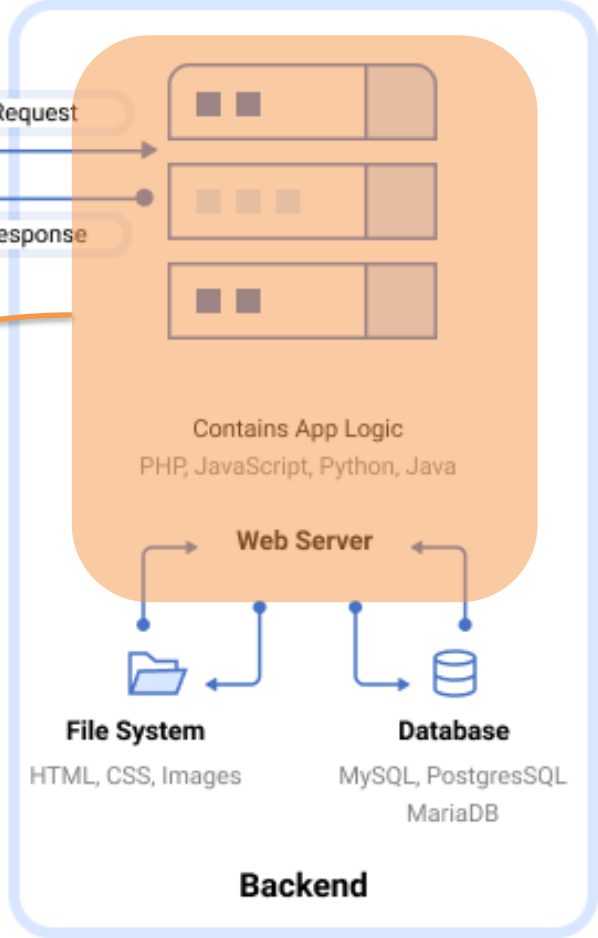 Request
esponse
Contains App Logic
PHP, JavaScript, Python, Java
Web Server
File System
Database
HTML, CSS, Images
MySQL, PostgresSQL
MariaDB
Backend